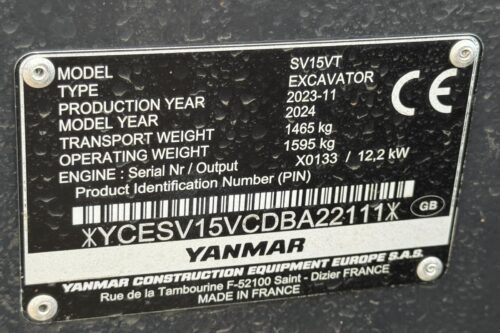 MODEL SV15VT
TYPE EXCAVATOR
PRODUCTION YEAR 2023-11
MODEL YEAR 2024
TRANSPORT WEIGHT 1465 kg
OPERATING WEIGHT 1595 kg
ENGINE : Serial Nr / Output X0133 / 12,2 kW
Product Identification Number (PIN)
CE
*YCESV15VCDBA22111* GB
YANMAR
YANMAR CONSTRUCTION EQUIPMENT EUROPE S.A.S.
Rue de la Tambourine F-52100 Saint - Dizier FRANCE
MADE IN FRANCE